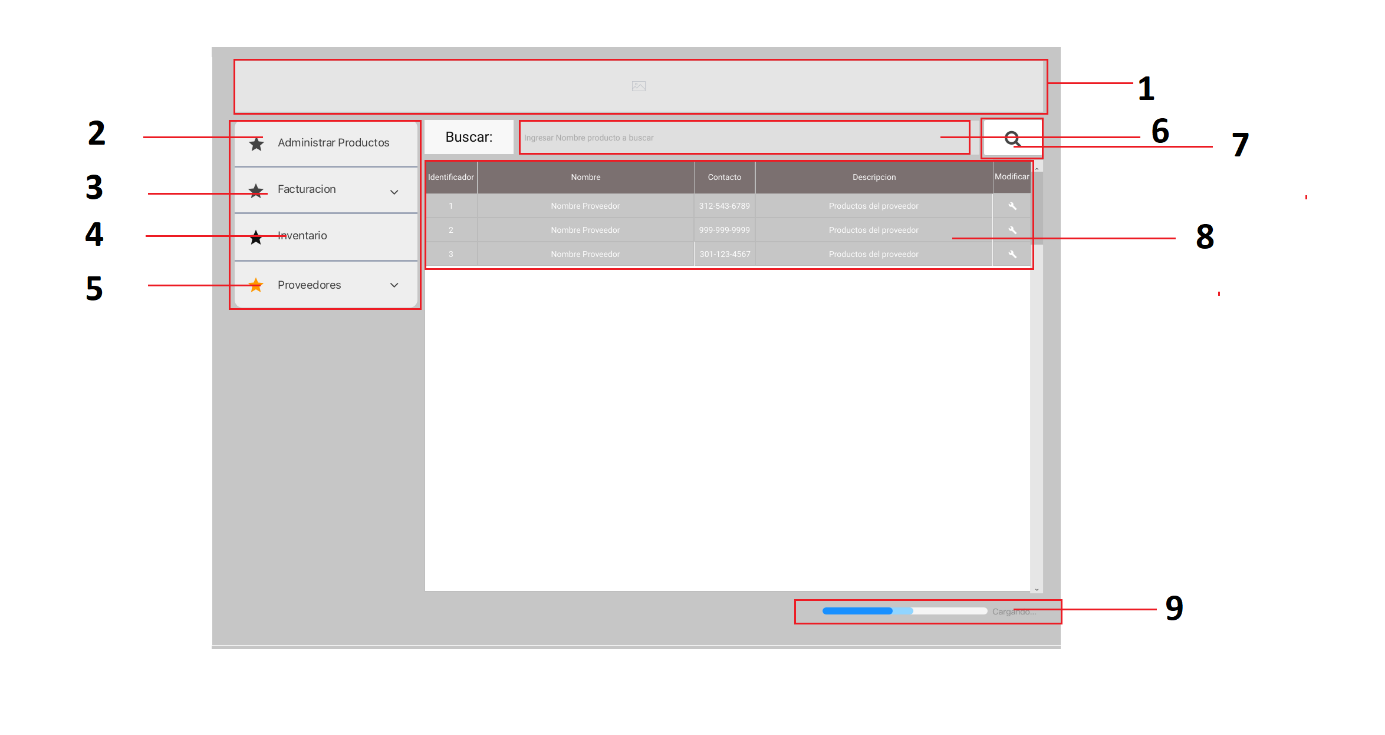 1
2
Administrar Productos
Buscar:
Ingresar Nombre producto a buscar
6
7
3
Facturacion
Identificador Nombre Contacto Descripcion Modificar
1 Nombre Proveedor 312-543-6789 Productos del proveedor
4
Inventario
2 Nombre Proveedor 999-999-9999 Productos del proveedor
8
3 Nombre Proveedor 301-123-4567 Productos del proveedor
5
Proveedores
Cargando...
9